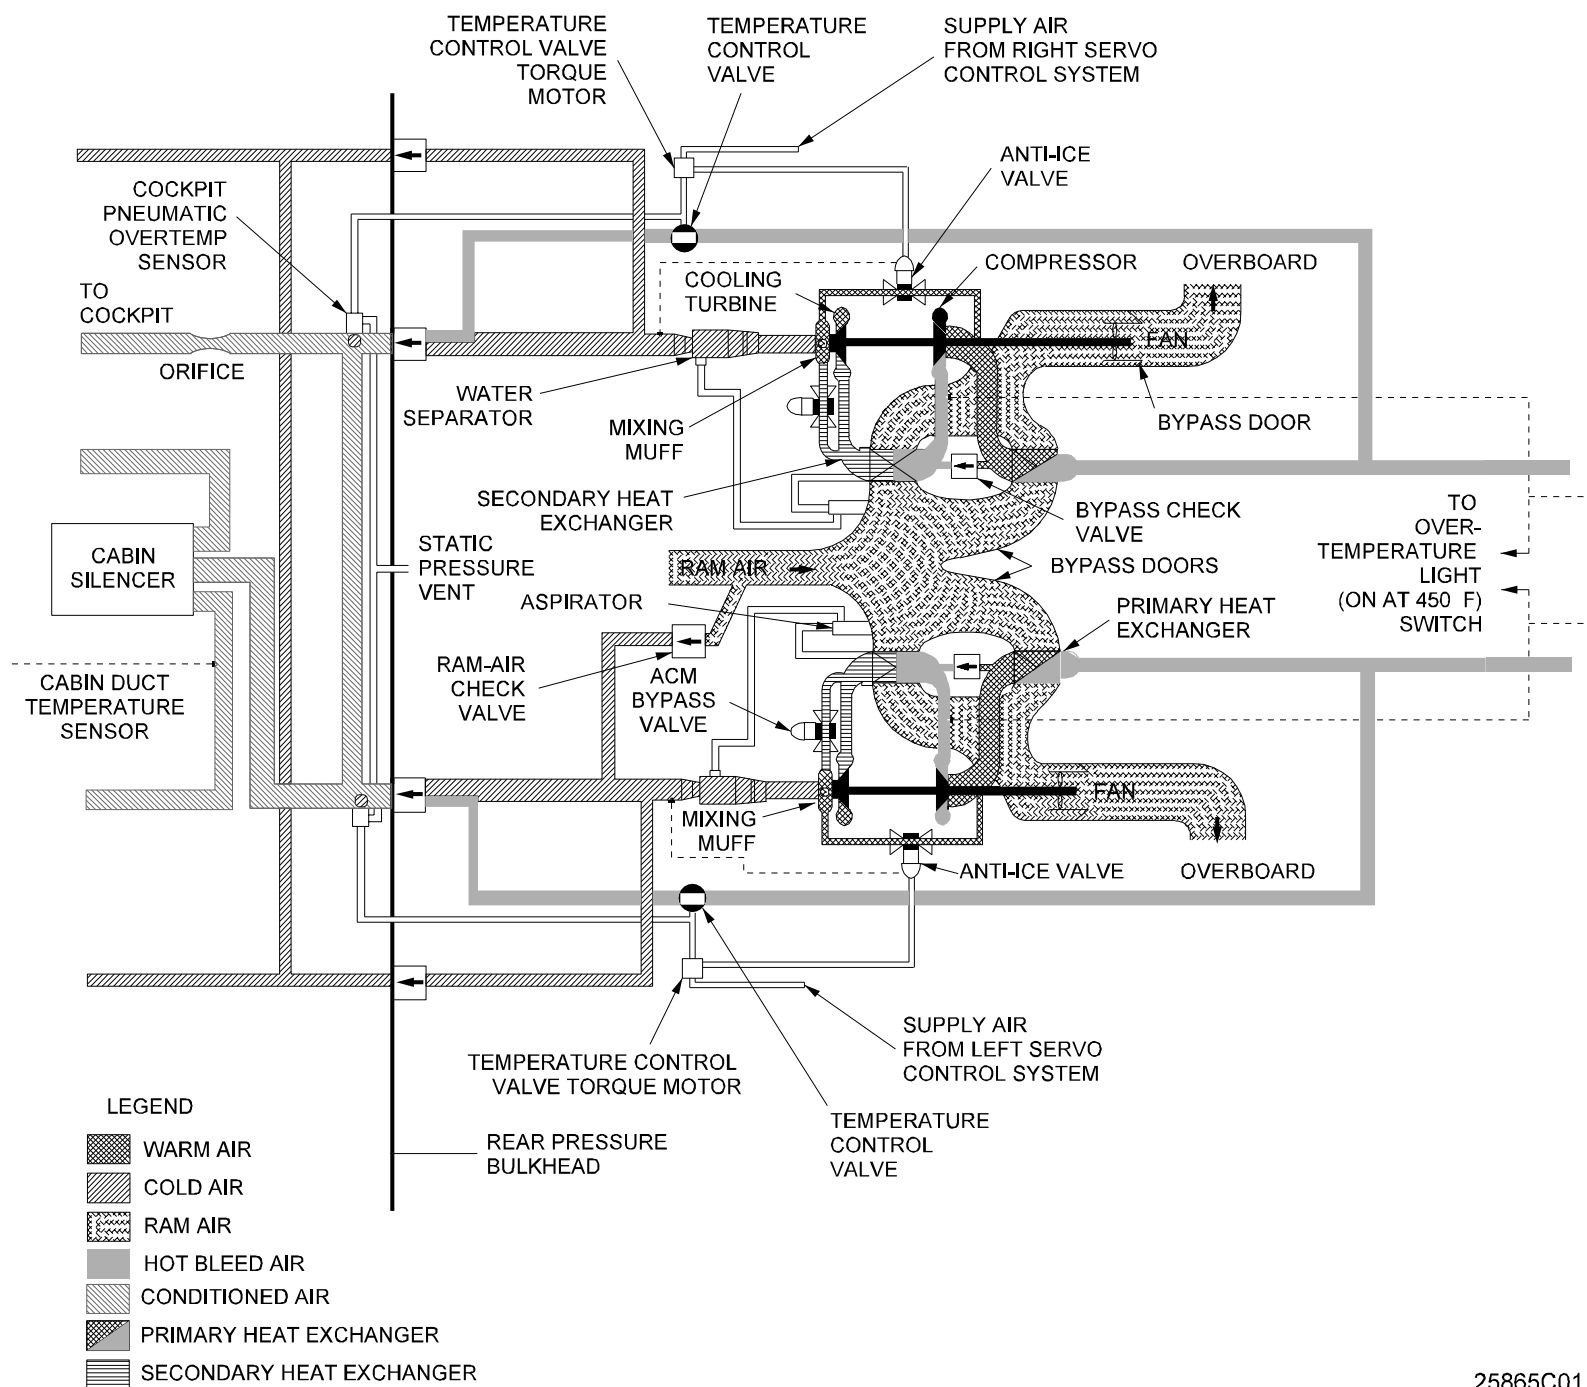 TEMPERATURE
CONTROL VALVE
TORQUE
MOTOR
TEMPERATURE
CONTROL
VALVE
SUPPLY AIR
FROM RIGHT SERVO
CONTROL SYSTEM
ANTI-ICE
VALVE
COCKPIT
PNEUMATIC
OVERTEMP
SENSOR
TO
COCKPIT
ORIFICE
COOLING
TURBINE
COMPRESSOR
OVERBOARD
FAN
WATER
SEPARATOR
MIXING
MUFF
BYPASS DOOR
SECONDARY HEAT
EXCHANGER
BYPASS CHECK
VALVE
TO
OVER-
TEMPERATURE
LIGHT
(ON AT 450 F)
SWITCH
CABIN
SILENCER
STATIC
PRESSURE
VENT
RAM AIR
BYPASS DOORS
ASPIRATOR
PRIMARY HEAT
EXCHANGER
RAM-AIR
CHECK
VALVE
ACM
BYPASS
VALVE
CABIN DUCT
TEMPERATURE
SENSOR
MIXING
MUFF
FAN
ANTI-ICE VALVE
OVERBOARD
TEMPERATURE CONTROL
VALVE TORQUE MOTOR
SUPPLY AIR
FROM LEFT SERVO
CONTROL SYSTEM
TEMPERATURE
CONTROL
VALVE
REAR PRESSURE
BULKHEAD
LEGEND
WARM AIR
COLD AIR
RAM AIR
HOT BLEED AIR
CONDITIONED AIR
PRIMARY HEAT EXCHANGER
SECONDARY HEAT EXCHANGER
25865C01